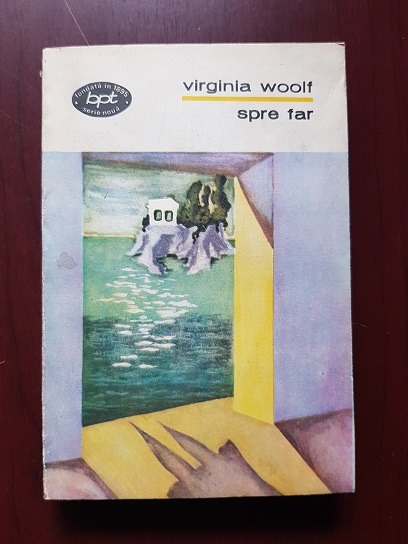 fondată în 1895
bpt
serie nouă
virginia woolf
spre far